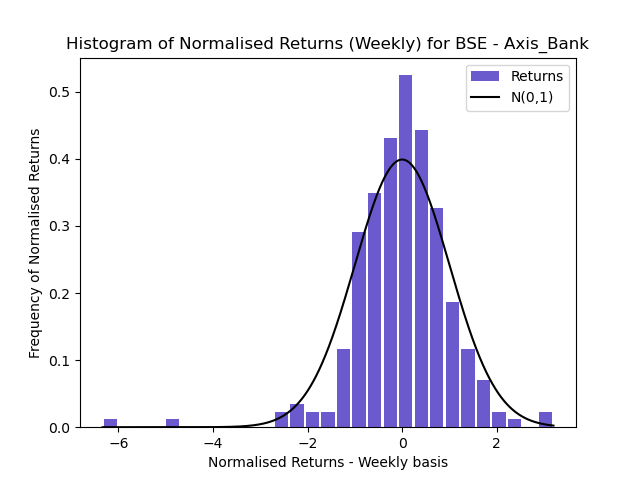 Histogram of Normalised Returns (Weekly) for BSE - Axis_Bank
Returns
N(0,1)
Frequency of Normalised Returns
0.5
0.4
0.3
0.2
0.1
0.0
−6 −4 −2 0 2
Normalised Returns - Weekly basis